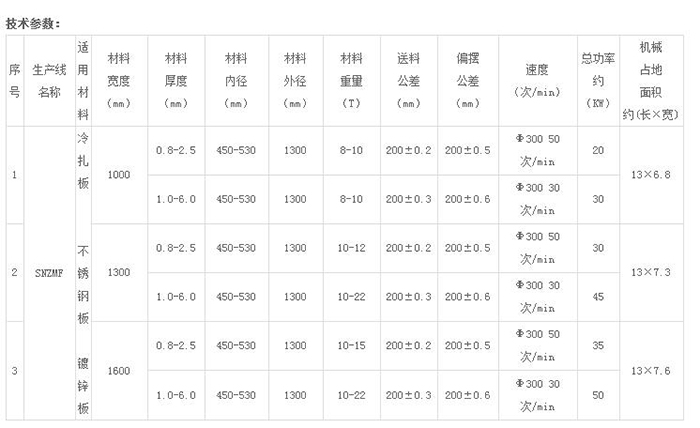 技术参数：
序号 生产线名称 适用材料 材料宽度（mm） 材料厚度（mm） 材料内径（mm） 材料外径（mm） 材料重量（T） 送料公差（mm） 偏摆公差（mm） 速度（次/min） 总功率约（KW） 机械占地面积约(长×宽)
1 SNZMF 冷扎板 不锈钢板 镀锌板 1000 0.8-2.5 450-530 1300 8-10 200±0.2 200±0.5 Φ300 50次/min 20 13×6.8
1.0-6.0 450-530 1300 8-10 200±0.3 200±0.6 Φ300 30次/min 30
2 1300 0.8-2.5 450-530 1300 10-12 200±0.2 200±0.5 Φ300 50次/min 30 13×7.3
1.0-6.0 450-530 1300 10-22 200±0.3 200±0.6 Φ300 30次/min 45
3 1600 0.8-2.5 450-530 1300 10-15 200±0.2 200±0.5 Φ300 50次/min 35 13×7.6
1.0-6.0 450-530 1300 10-22 200±0.3 200±0.6 Φ300 30次/min 50